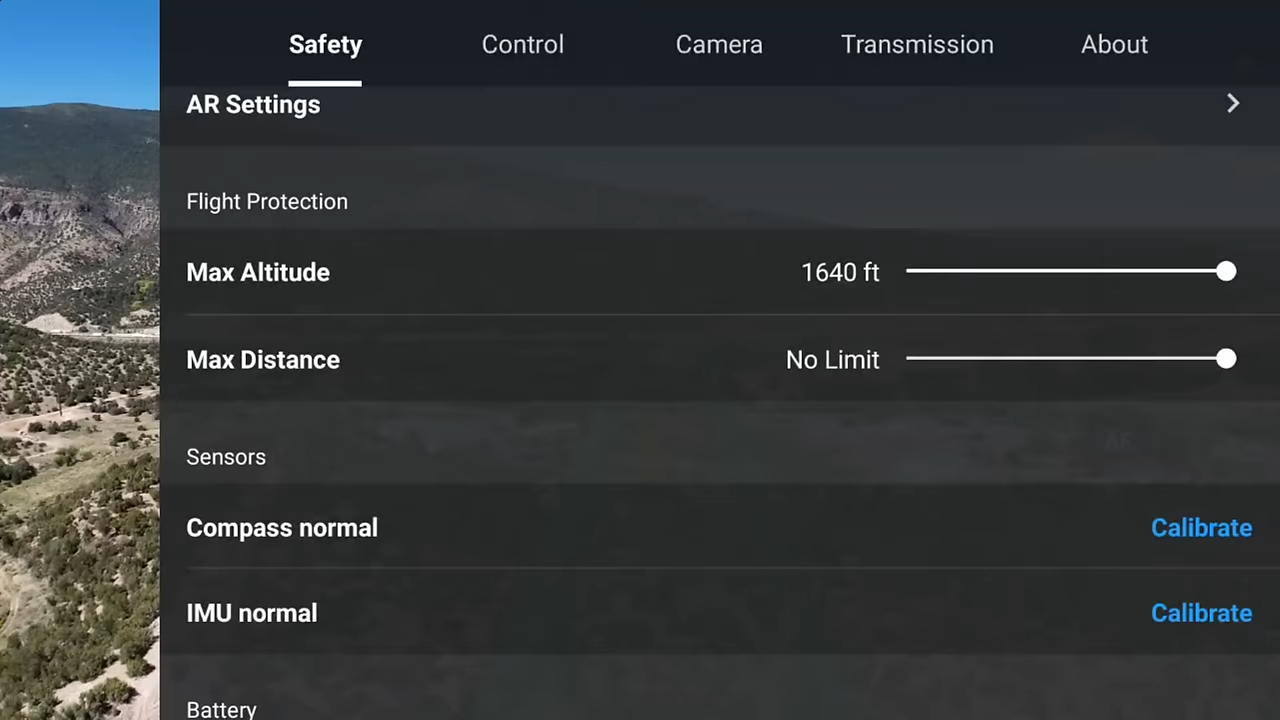 Safety Control Camera Transmission About
AR Settings
Flight Protection
Max Altitude 1640 ft
Max Distance No Limit
Sensors
Compass normal Calibrate
IMU normal Calibrate
Battery